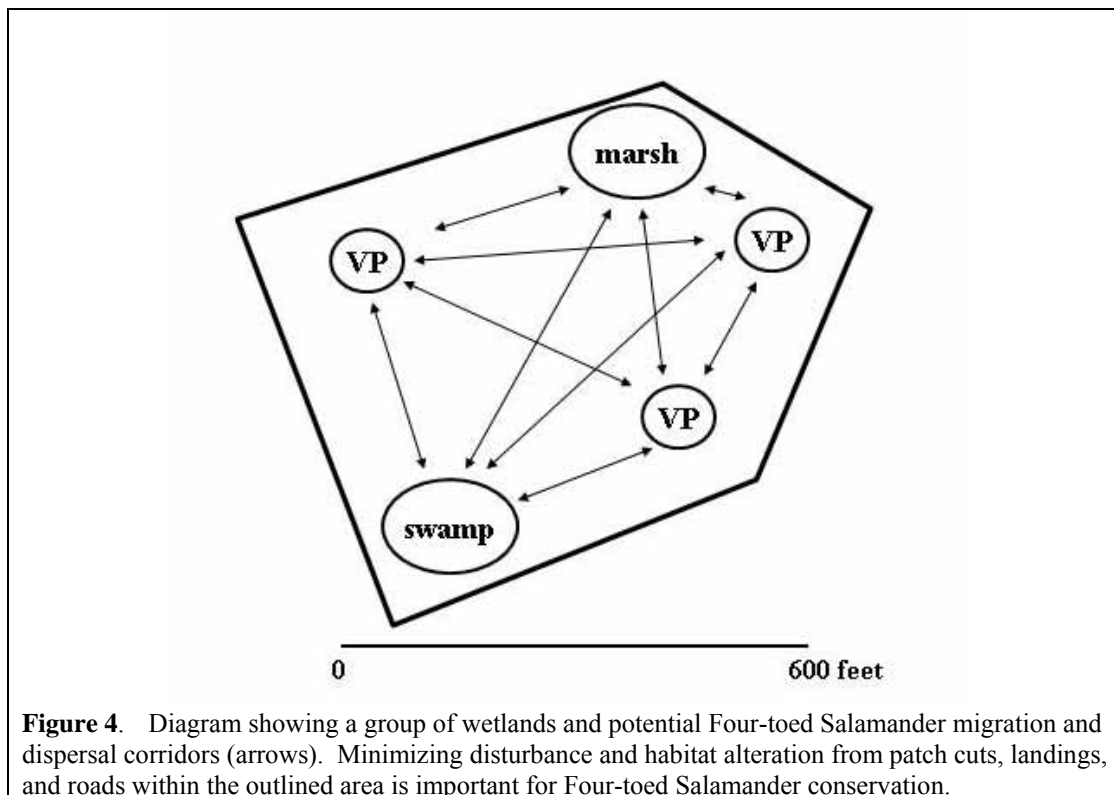 marsh
VP
VP
VP
swamp
0
600 feet
Figure 4. Diagram showing a group of wetlands and potential Four-toed Salamander migration and
dispersal corridors (arrows). Minimizing disturbance and habitat alteration from patch cuts, landings,
and roads within the outlined area is important for Four-toed Salamander conservation.